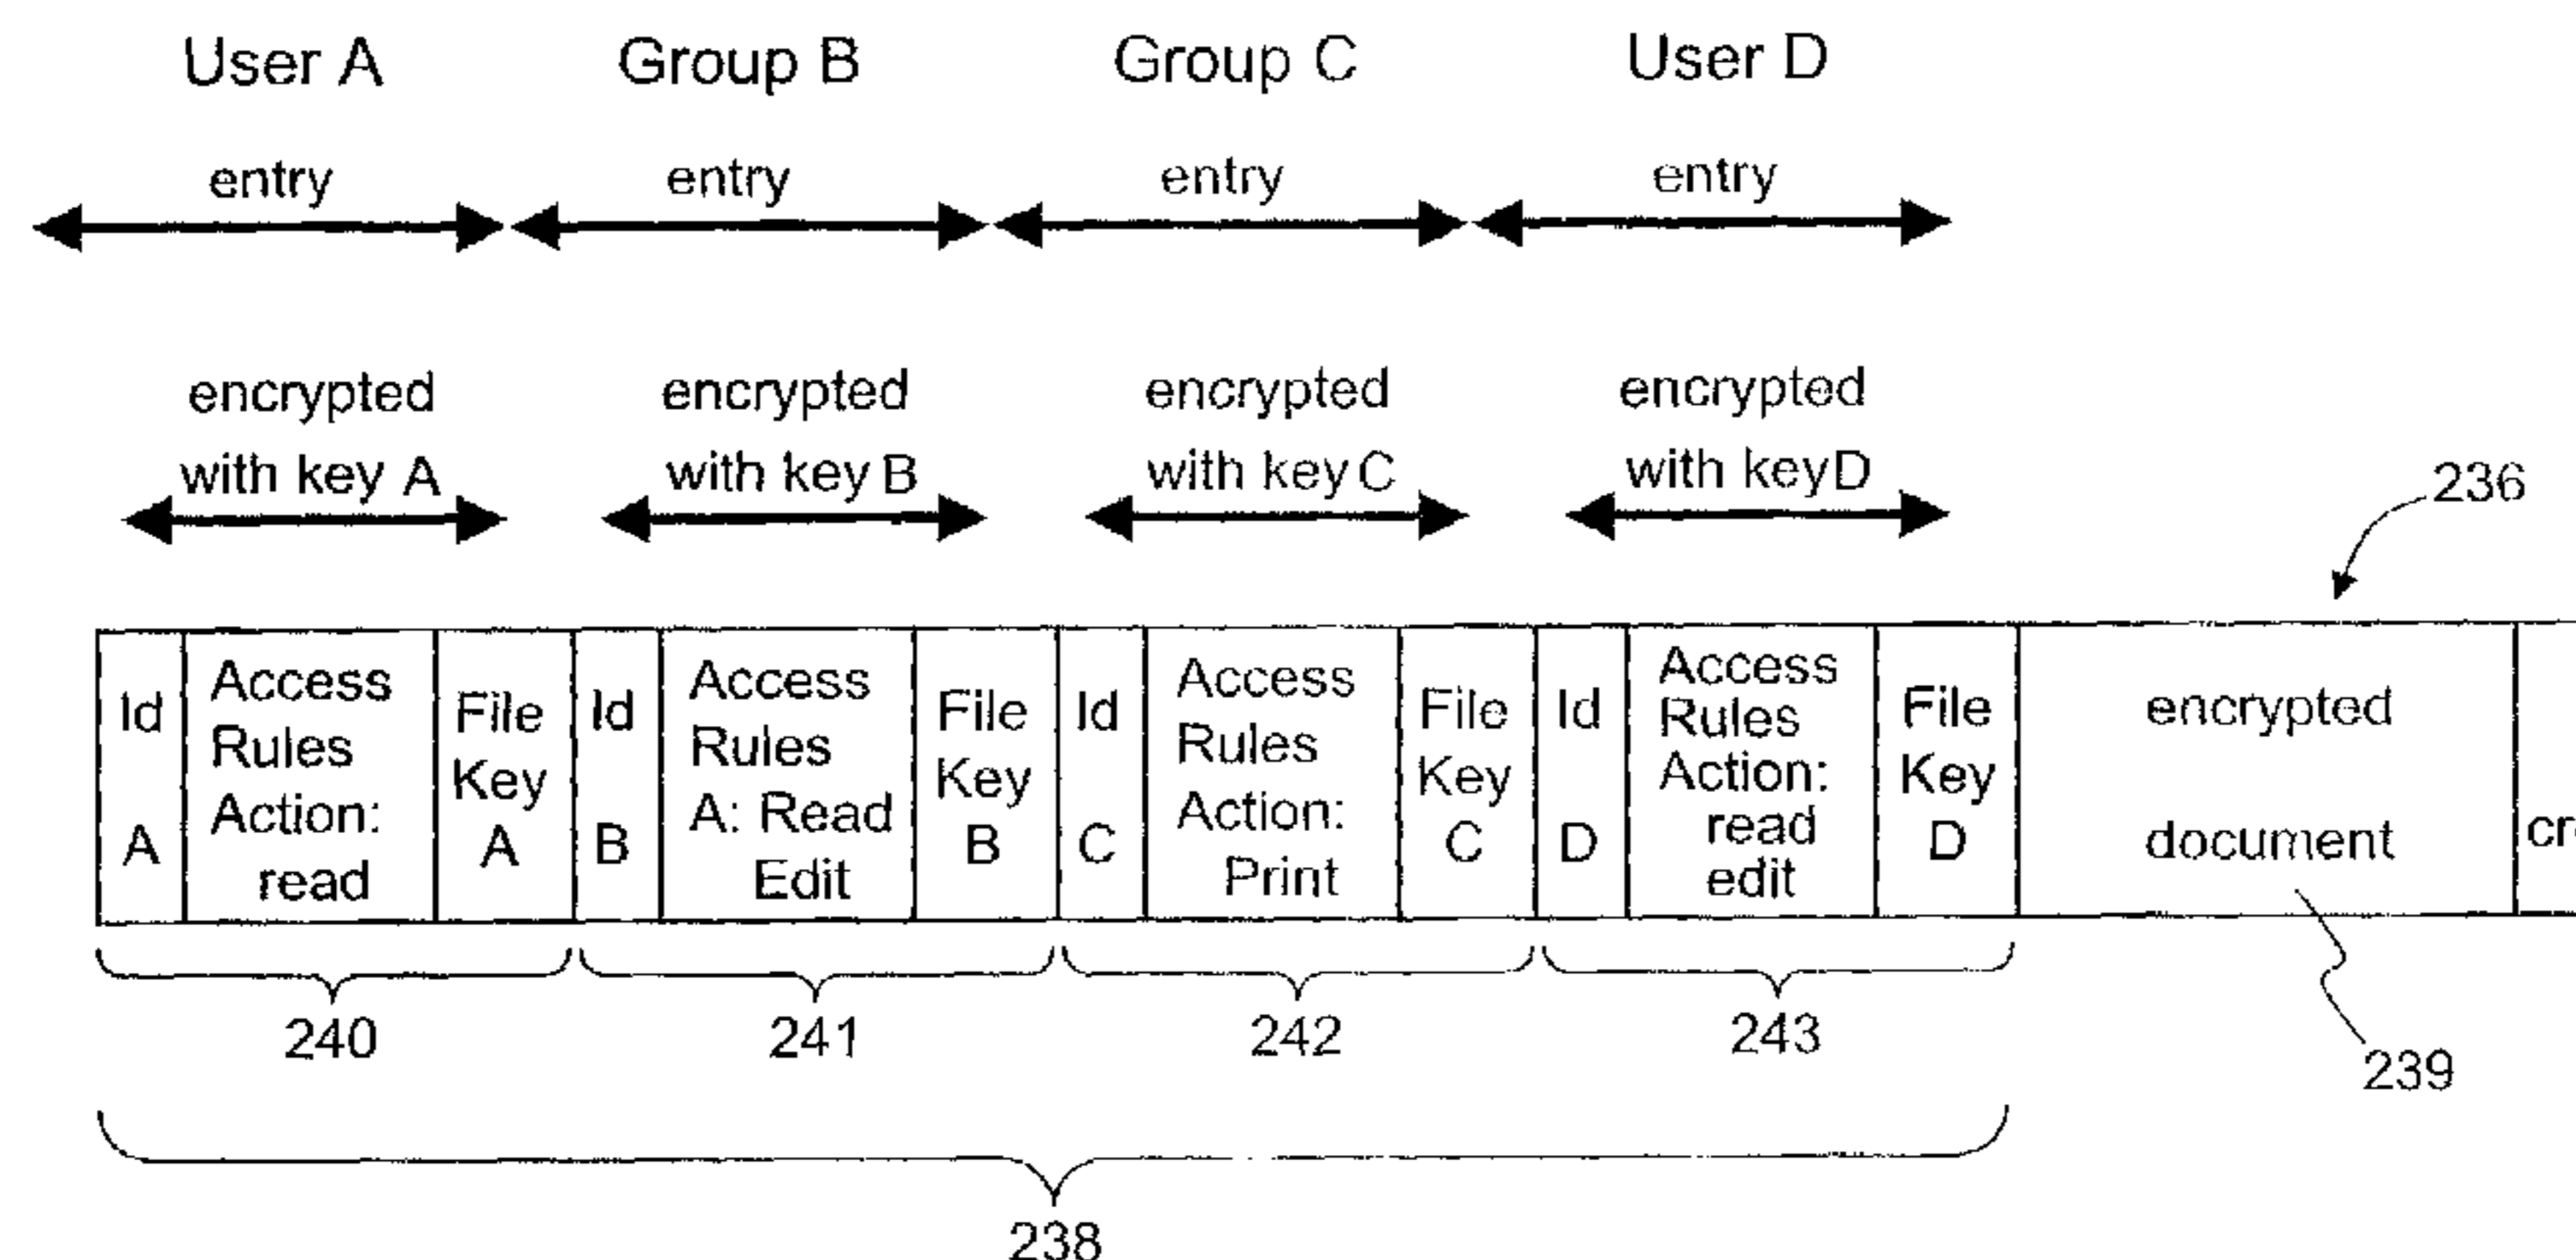 User A
Group B
Group C
User D
entry
entry
entry
entry
encrypted
with key A
encrypted
with key B
encrypted
with key C
encrypted
with key D
236
Id
A
Access
Rules
Action:
read
File
Key
A
Id
B
Access
Rules
A: Read
Edit
File
Key
B
Id
C
Access
Rules
Action:
Print
File
Key
C
Id
D
Access
Rules
Action:
read
edit
File
Key
D
encrypted
document
240
241
242
243
239
238